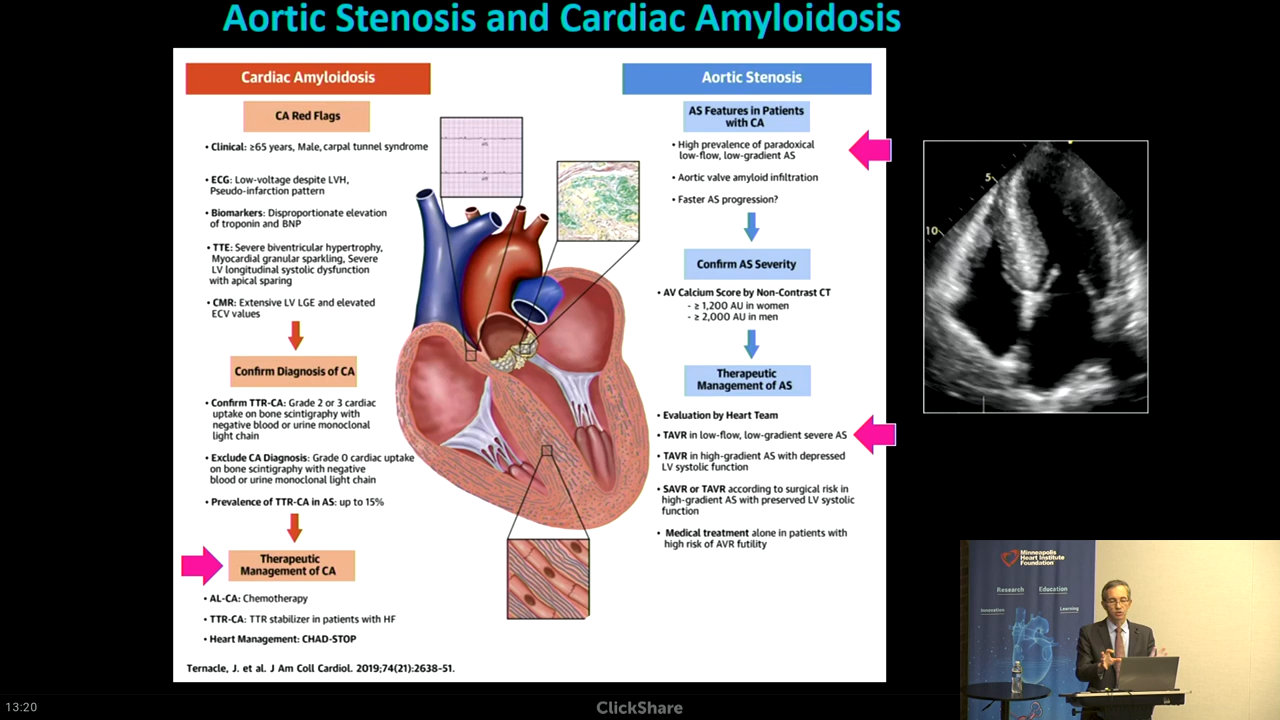 Aortic Stenosis and Cardiac Amyloidosis
Cardiac Amyloidosis
CA Red Flags
• Clinical: ≥65 years, Male, carpal tunnel syndrome
• ECG: Low-voltage despite LVH,
Pseudo-infarction pattern
• Biomarkers: Disproportionate elevation
of troponin and BNP
• TTE: Severe biventricular hypertrophy,
Myocardial granular sparkling, Severe
LV longitudinal systolic dysfunction
with apical sparing
• CMR: Extensive LV LGE and elevated
ECV values
Confirm Diagnosis of CA
• Confirm TTR-CA: Grade 2 or 3 cardiac
uptake on bone scintigraphy with
negative blood or urine monoclonal
light chain
• Exclude CA Diagnosis: Grade 0 cardiac uptake
on bone scintigraphy with negative
blood or urine monoclonal light chain
• Prevalence of TTR-CA in AS: up to 15%
Therapeutic
Management of CA
• AL-CA: Chemotherapy
• TTR-CA: TTR stabilizer in patients with HF
• Heart Management: CHAD-STOP
Ternacle, J. et al. J Am Coll Cardiol. 2019;74(21):2638-51.
Aortic Stenosis
AS Features in Patients
with CA
• High prevalence of paradoxical
low-flow, low-gradient AS
• Aortic valve amyloid infiltration
• Faster AS progression?
Confirm AS Severity
• AV Calcium Score by Non-Contrast CT
- ≥ 1,200 AU in women
- ≥ 2,000 AU in men
Therapeutic
Management of AS
• Evaluation by Heart Team
• TAVR in low-flow, low-gradient severe AS
• TAVR in high-gradient AS with depressed
LV systolic function
• SAVR or TAVR according to surgical risk in
high-gradient AS with preserved LV systolic
function
• Medical treatment alone in patients with
high risk of AVR futility
5
10
Minneapolis
Heart Institute
Foundation
Research Education
Innovation Learning
13:20
ClickShare